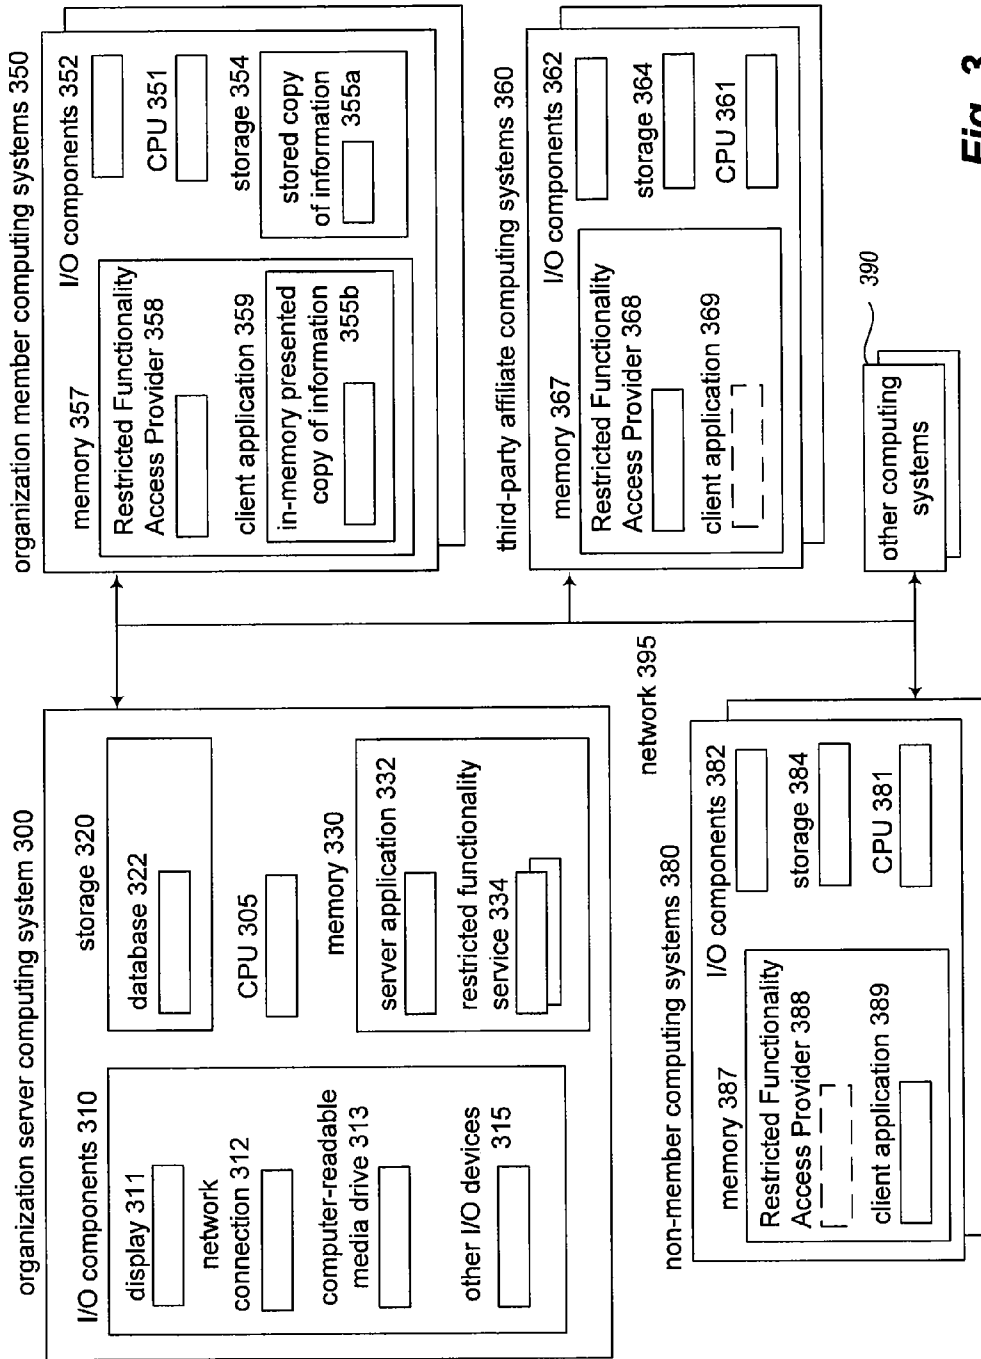 organization server computing system 300
I/O components 310
display 311
network
connection 312
computer-readable
media drive 313
other I/O devices
315
storage 320
database 322
CPU 305
memory 330
server application 332
restricted functionality
service 334
organization member computing systems 350
memory 357
Restricted Functionality
Access Provider 358
client application 359
in-memory presented
copy of information
355b
I/O components 352
CPU 351
storage 354
stored copy
of information
355a
network 395
non-member computing systems 380
memory 387
Restricted Functionality
Access Provider 388
client application 389
I/O components 382
storage 384
CPU 381
third-party affiliate computing systems 360
memory 367
Restricted Functionality
Access Provider 368
client application 369
I/O components 362
storage 364
CPU 361
other computing
systems
390
Fig. 3